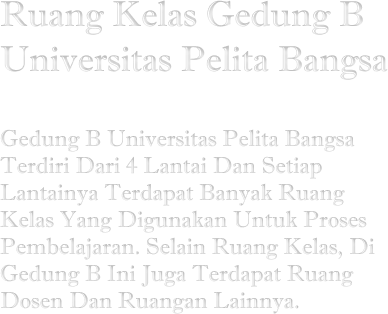 Ruang Kelas Gedung B
Universitas Pelita Bangsa
Gedung B Universitas Pelita Bangsa
Terdiri Dari 4 Lantai Dan Setiap
Lantainya Terdapat Banyak Ruang
Kelas Yang Digunakan Untuk Proses
Pembelajaran. Selain Ruang Kelas, Di
Gedung B Ini Juga Terdapat Ruang
Dosen Dan Ruangan Lainnya.